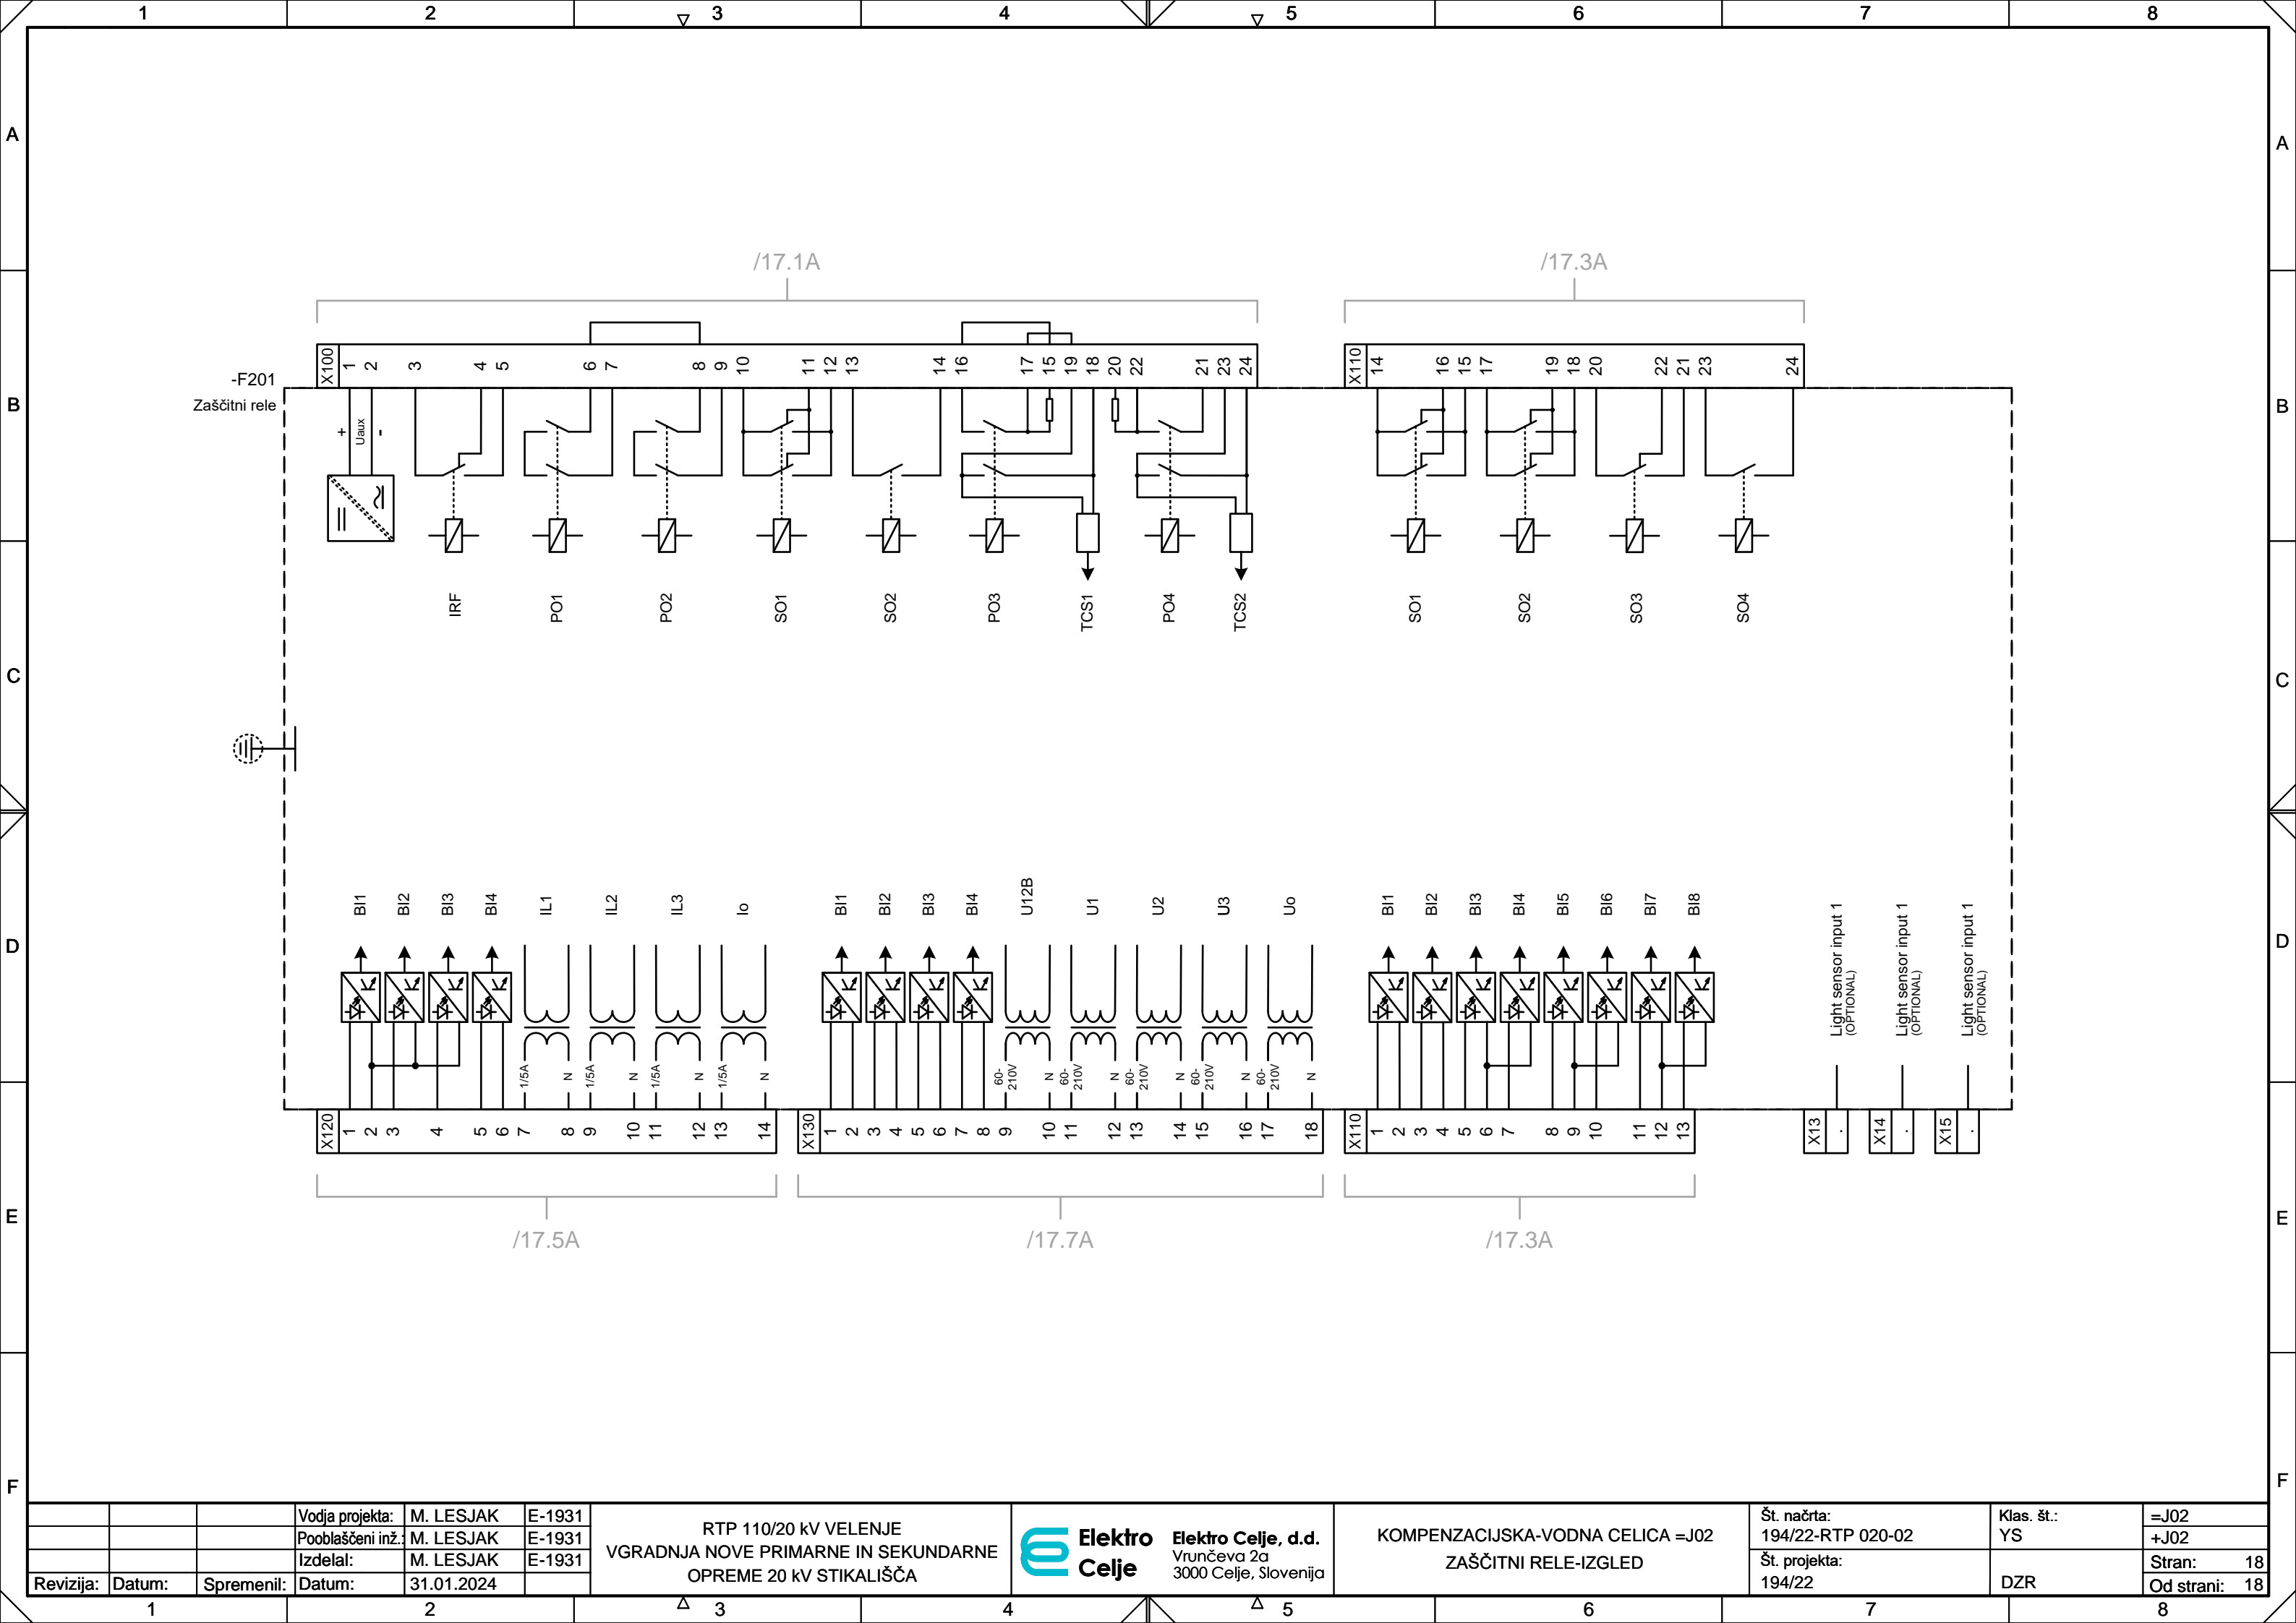 1 2 3 4 5 6 7 8
A A
/17.1A /17.3A
X100 1 2 3 4 5 6 7 8 9 10 11 12 13 14 16 17 15 19 18 20 22 21 23 24
X110 14 16 15 17 19 18 20 22 21 23 24
-F201
Zaščitni rele
B B
+ Uaux -
IRF PO1 PO2 SO1 SO2 PO3 TCS1 PO4 TCS2 SO1 SO2 SO3 SO4
C C
D D
BI1 BI2 BI3 BI4 IL1 IL2 IL3 Io
BI1 BI2 BI3 BI4 U12B U1 U2 U3 Uo
BI1 BI2 BI3 BI4 BI5 BI6 BI7 BI8
Light sensor input 1
(OPTIONAL)
Light sensor input 1
(OPTIONAL)
Light sensor input 1
(OPTIONAL)
1/5A N 1/5A N 1/5A N 1/5A N
60-
210V
N
60-
210V
N
60-
210V
N
60-
210V
N
60-
210V
N
X120 1 2 3 4 5 6 7 8 9 10 11 12 13 14
X130 1 2 3 4 5 6 7 8 9 10 11 12 13 14 15 16 17 18
X110 1 2 3 4 5 6 7 8 9 10 11 12 13
X13 .
X14 .
X15 .
E E
/17.5A /17.7A /17.3A
F F
Revizija: Datum: Spremenil:
Vodja projekta: M. LESJAK E-1931
Pooblaščeni inž.: M. LESJAK E-1931
Izdelal: M. LESJAK E-1931
Datum: 31.01.2024
RTP 110/20 kV VELENJE
VGRADNJA NOVE PRIMARNE IN SEKUNDARNE
OPREME 20 kV STIKALIŠČA
Elektro
Celje
Elektro Celje, d.d.
Vrunčeva 2a
3000 Celje, Slovenija
KOMPENZACIJSKA-VODNA CELICA =J02
ZAŠČITNI RELE-IZGLED
Št. načrta:
194/22-RTP 020-02
Št. projekta:
194/22
Klas. št.:
YS
DZR
=J02
+J02
Stran: 18
Od strani: 18
1 2 3 4 5 6 7 8